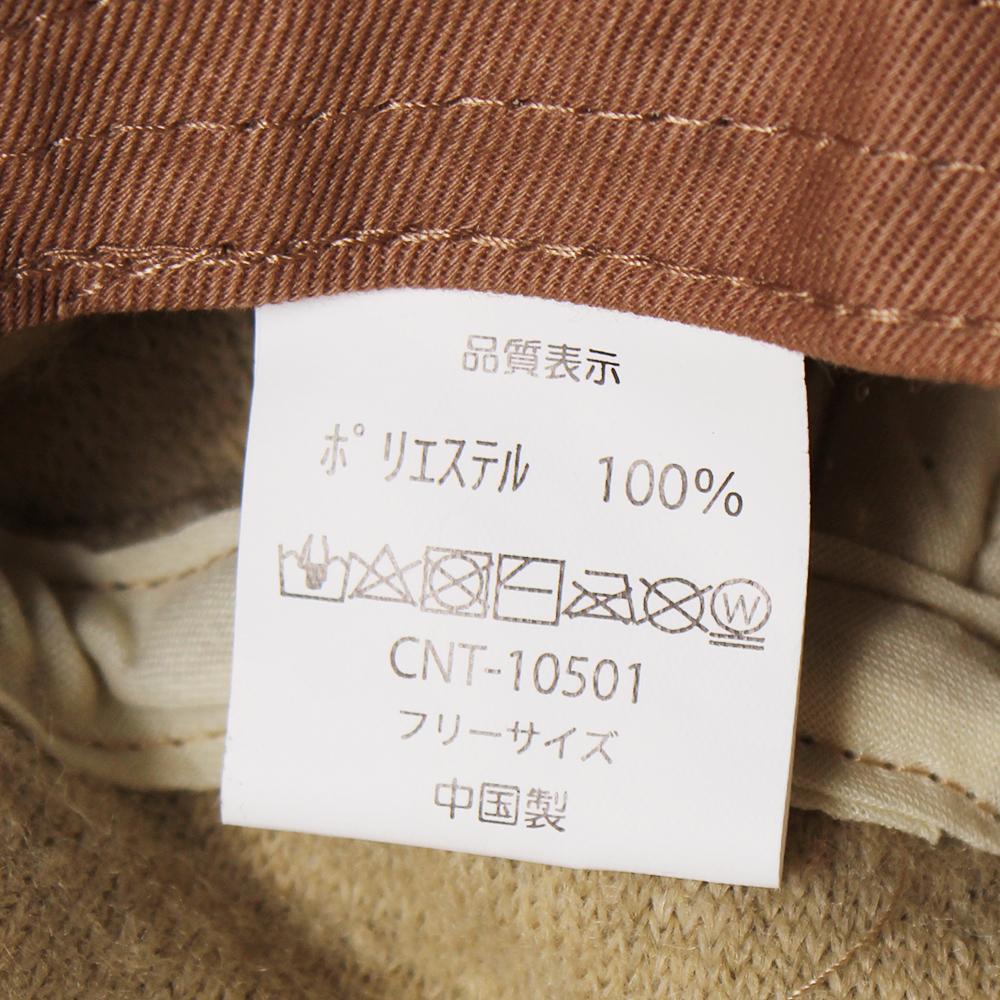 品質表示
ポリエステル 100%
W
CNT-10501
フリーサイズ
中国製